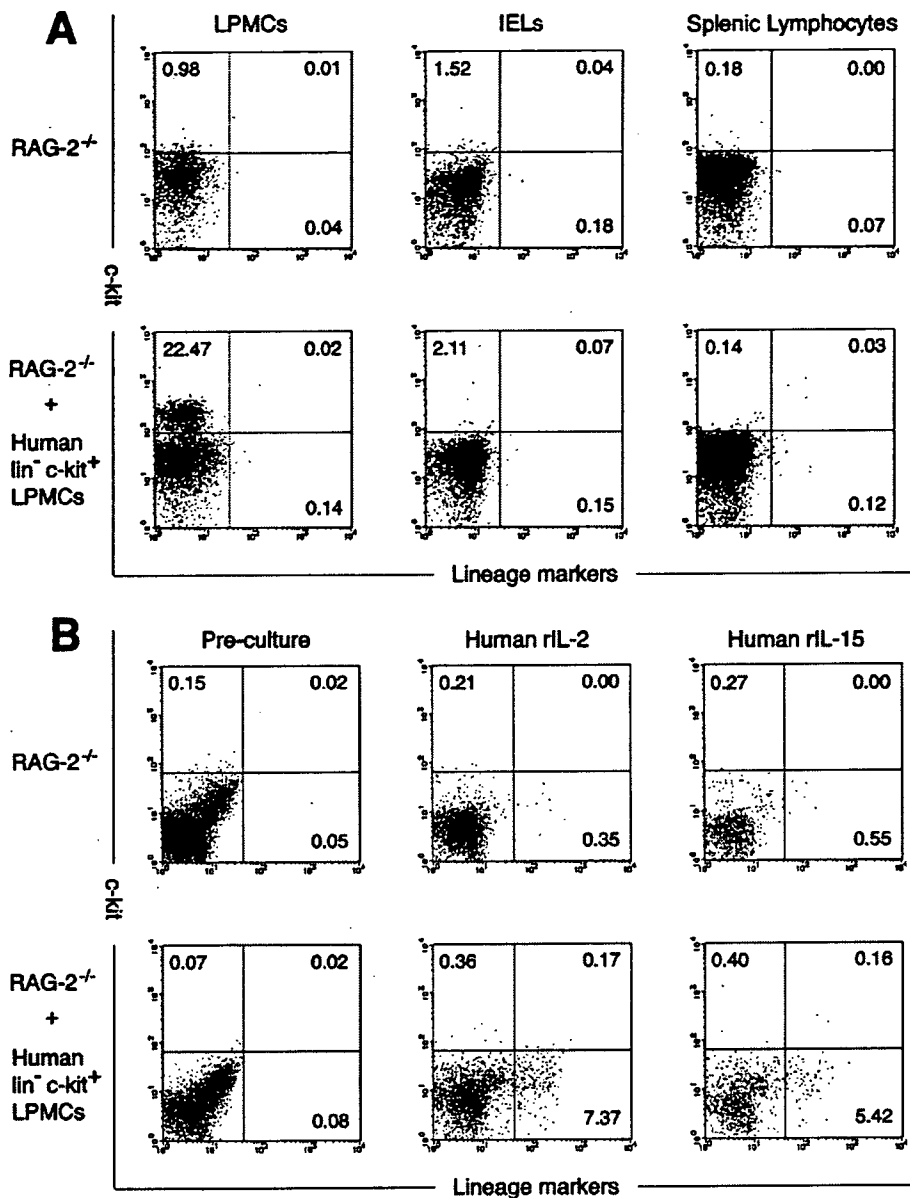 A
LPMCs IELs Splenic Lymphocytes
RAG-2-/-
0.98 0.01
0.04
1.52 0.04
0.18
0.18 0.00
0.07
c-kit
RAG-2-/-
+
Human
lin- c-kit+
LPMCs
22.47 0.02
0.14
2.11 0.07
0.15
0.14 0.03
0.12
Lineage markers
B
Pre-culture Human rIL-2 Human rIL-15
RAG-2-/-
0.15 0.02
0.05
0.21 0.00
0.35
0.27 0.00
0.55
c-kit
RAG-2-/-
+
Human
lin- c-kit+
LPMCs
0.07 0.02
0.08
0.36 0.17
7.37
0.40 0.16
5.42
Lineage markers